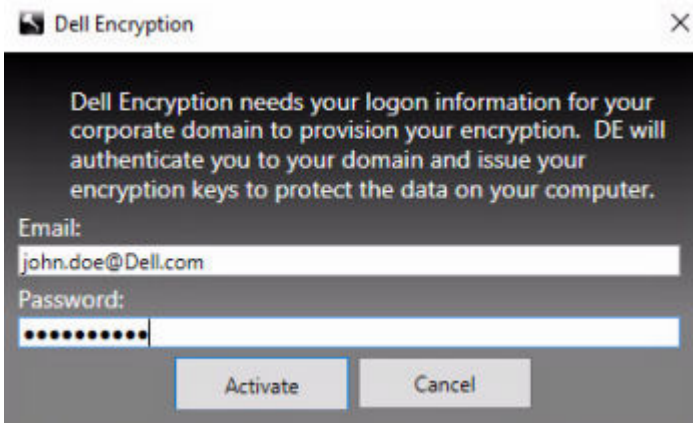 Dell Encryption
Dell Encryption needs your logon information for your
corporate domain to provision your encryption.  DE will
authenticate you to your domain and issue your
encryption keys to protect the data on your computer.
Email:
john.doe@Dell.com
Password:
••••••••••
Activate
Cancel